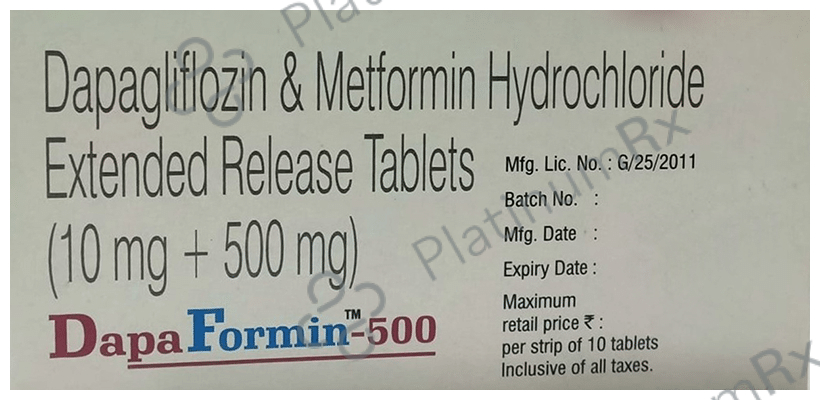 Dapagliflozin & Metformin Hydrochloride
Extended Release Tablets
(10 mg + 500 mg)
DapaFormin™-500
Mfg. Lic. No. : G/25/2011
Batch No. :
Mfg. Date :
Expiry Date :
Maximum
retail price ₹ :
per strip of 10 tablets
Inclusive of all taxes.
PlatinumRx